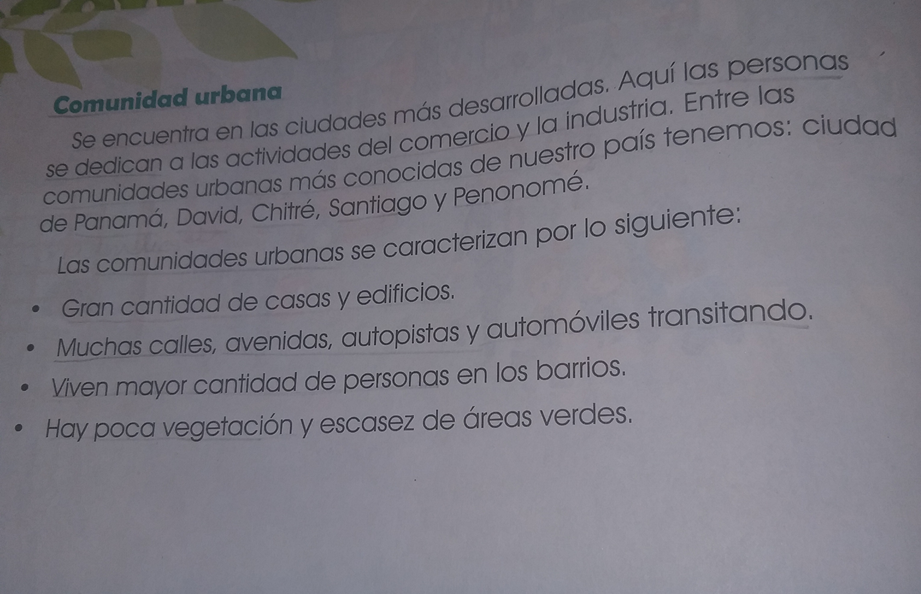 Comunidad urbana
Se encuentra en las ciudades más desarrolladas. Aquí las personas
se dedican a las actividades del comercio y la industria. Entre las
comunidades urbanas más conocidas de nuestro país tenemos: ciudad
de Panamá, David, Chitré, Santiago y Penonomé.
Las comunidades urbanas se caracterizan por lo siguiente:
• Gran cantidad de casas y edificios.
• Muchas calles, avenidas, autopistas y automóviles transitando.
• Viven mayor cantidad de personas en los barrios.
• Hay poca vegetación y escasez de áreas verdes.